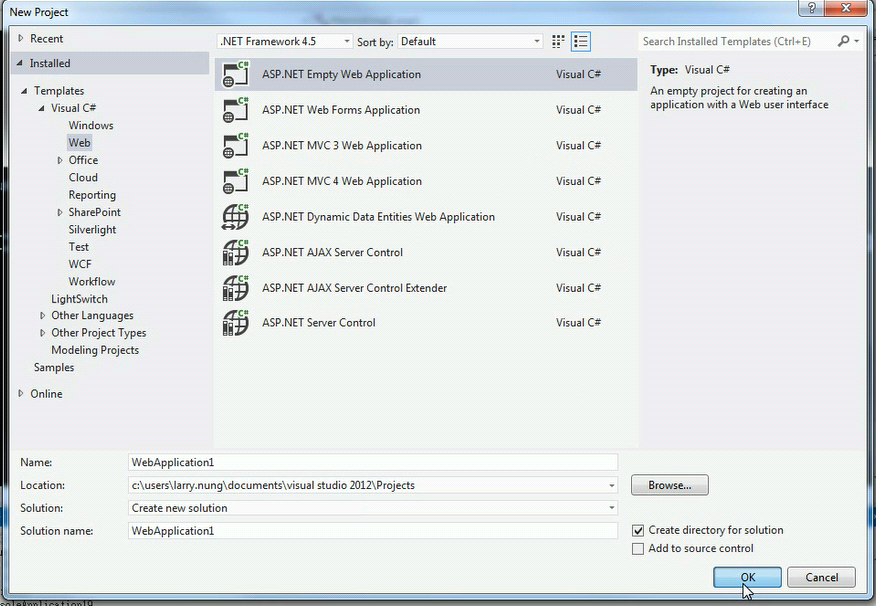 New Project
Recent
Installed
Templates
Visual C#
Windows
Web
Office
Cloud
Reporting
SharePoint
Silverlight
Test
WCF
Workflow
LightSwitch
Other Languages
Other Project Types
Modeling Projects
Samples
Online
.NET Framework 4.5 Sort by: Default
ASP.NET Empty Web Application Visual C#
ASP.NET Web Forms Application Visual C#
ASP.NET MVC 3 Web Application Visual C#
ASP.NET MVC 4 Web Application Visual C#
ASP.NET Dynamic Data Entities Web Application Visual C#
ASP.NET AJAX Server Control Visual C#
ASP.NET AJAX Server Control Extender Visual C#
ASP.NET Server Control Visual C#
Search Installed Templates (Ctrl+E)
Type: Visual C#
An empty project for creating an
application with a Web user interface
Name: WebApplication1
Location: c:\users\larry.nung\documents\visual studio 2012\Projects Browse...
Solution: Create new solution
Solution name: WebApplication1
Create directory for solution
Add to source control
OK Cancel